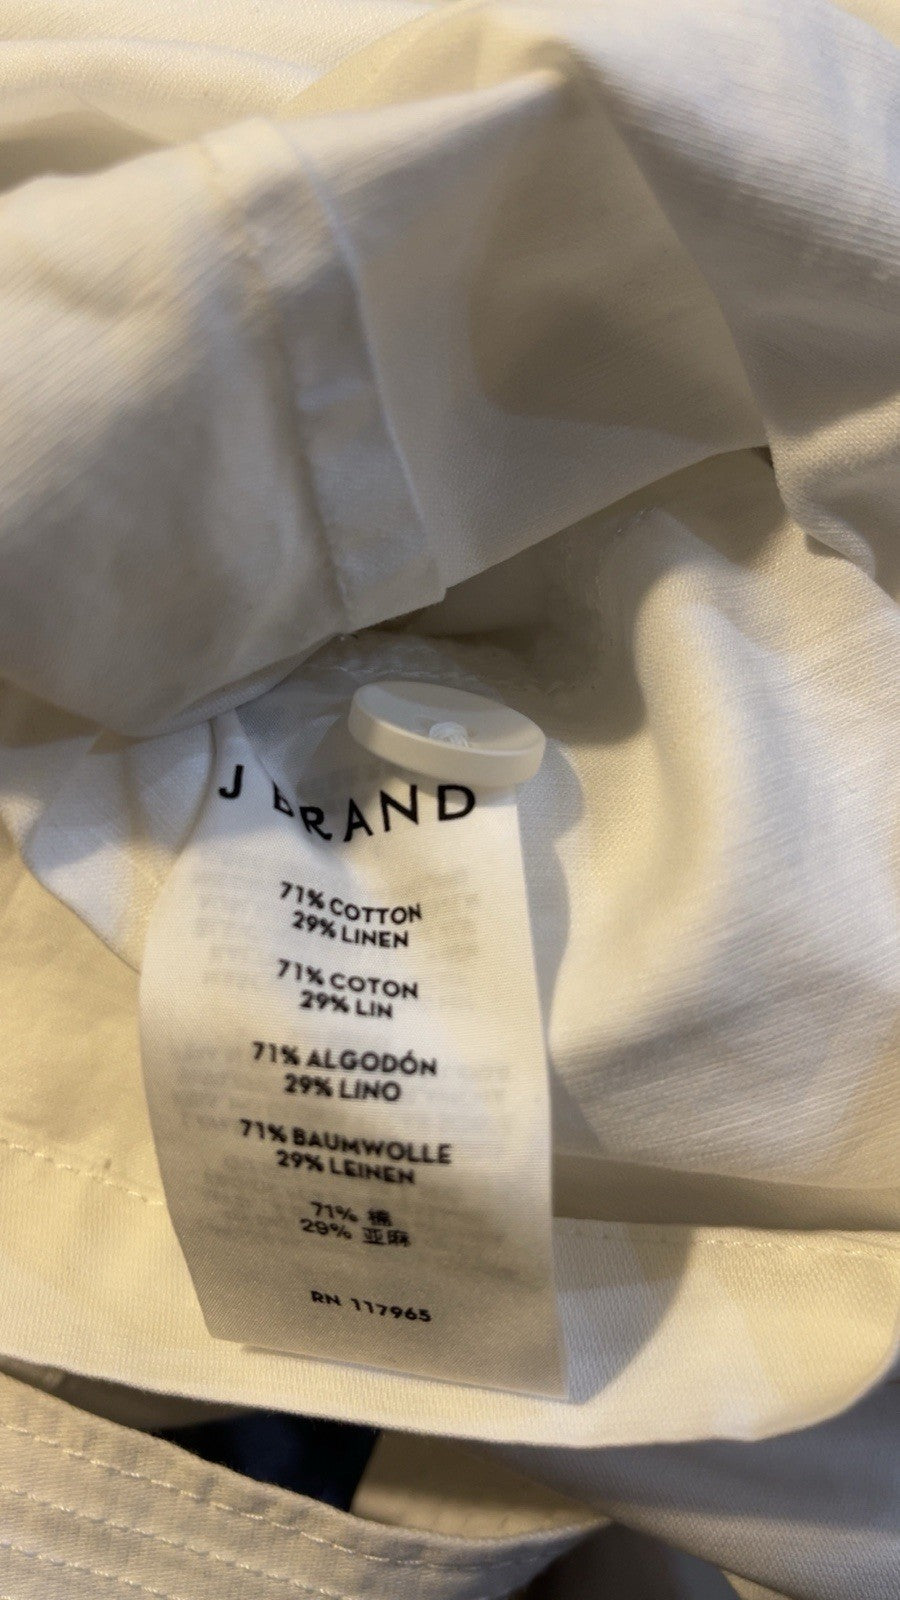 J BRAND
71% COTTON
29% LINEN
71% COTON
29% LIN
71% ALGODÓN
29% LINO
71% BAUMWOLLE
29% LEINEN
71% 棉
29% 亚麻
RN 117965